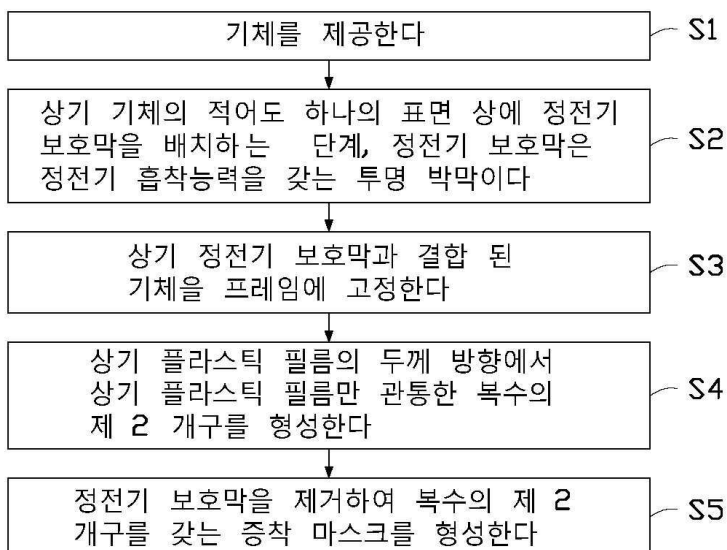 기체를 제공한다
S1
상기 기체의 적어도 하나의 표면 상에 정전기
보호막을 배치하는 단계, 정전기 보호막은
정전기 흡착능력을 갖는 투명 박막이다
S2
상기 정전기 보호막과 결합 된
기체을 프레임에 고정한다
S3
상기 플라스틱 필름의 두께 방향에서
상기 플라스틱 필름만 관통한 복수의
제 2 개구를 형성한다
S4
정전기 보호막을 제거하여 복수의 제 2
개구를 갖는 증착 마스크를 형성한다
S5